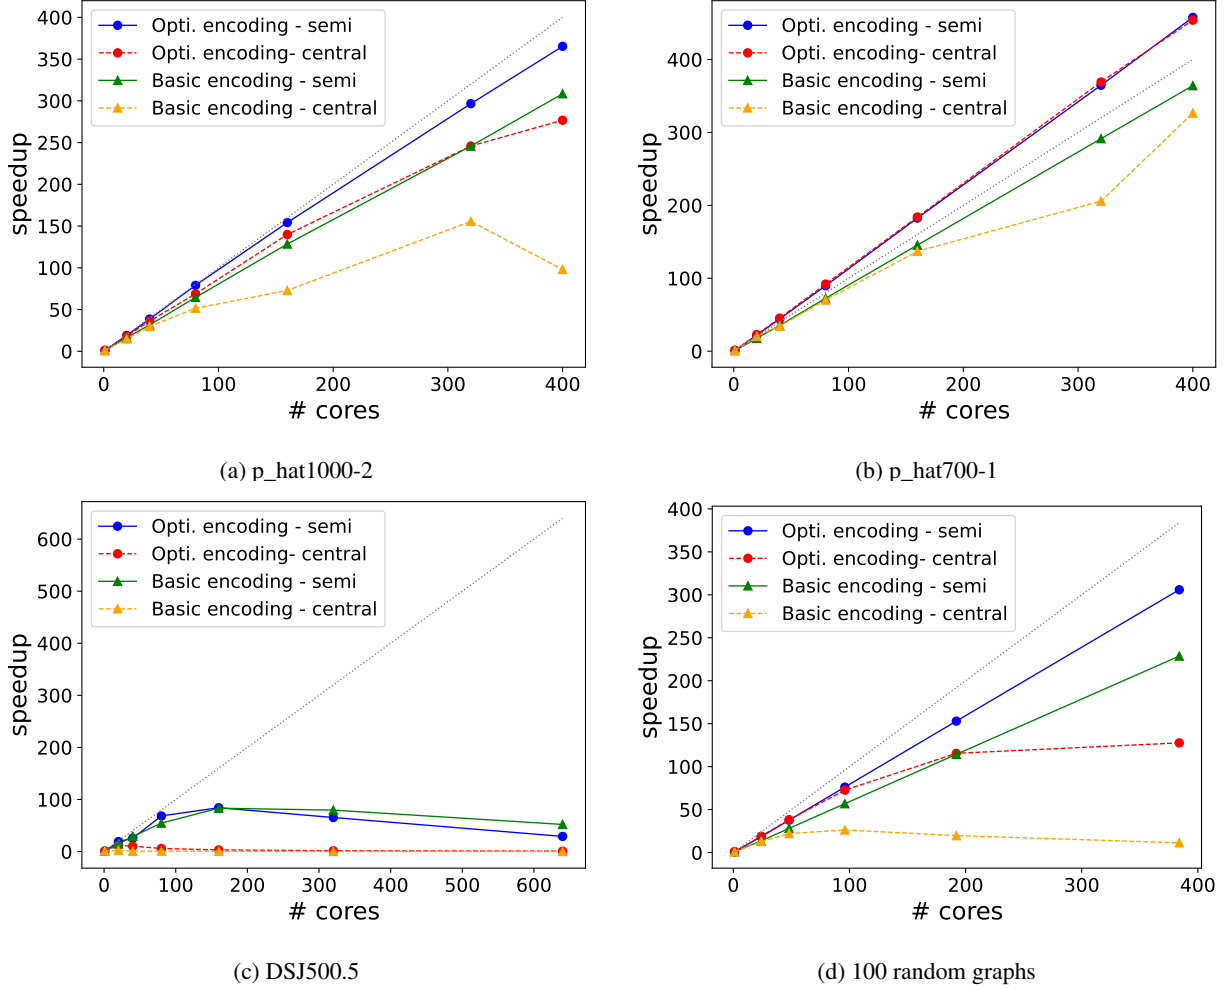 Opti. encoding - semi
Opti. encoding- central
Basic encoding - semi
Basic encoding - central
speedup
400
350
300
250
200
150
100
50
0
0 100 200 300 400
# cores
(a) p_hat1000-2
Opti. encoding - semi
Opti. encoding- central
Basic encoding - semi
Basic encoding - central
speedup
400
300
200
100
0
0 100 200 300 400
# cores
(b) p_hat700-1
Opti. encoding - semi
Opti. encoding- central
Basic encoding - semi
Basic encoding - central
speedup
600
500
400
300
200
100
0
0 100 200 300 400 500 600
# cores
(c) DSJ500.5
Opti. encoding - semi
Opti. encoding- central
Basic encoding - semi
Basic encoding - central
speedup
400
350
300
250
200
150
100
50
0
0 100 200 300 400
# cores
(d) 100 random graphs